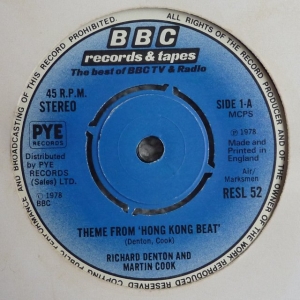 BBC
records & tapes
The best of BBC TV & Radio
45 R.P.M.
STEREO
SIDE 1-A
MCPS
PYE
RECORDS
Distributed
by PYE
RECORDS
(Sales) LTD.
℗ 1978
Made and
Printed in
England
© 1978
BBC
Air/
Marksmen
RESL 52
THEME FROM 'HONG KONG BEAT'
(Denton, Cook)
RICHARD DENTON AND
MARTIN COOK
ALL RIGHTS OF THE RECORD PRODUCER AND OF THE OWNER OF THE WORK REPRODUCED RESERVED COPYING PUBLIC PERFORMANCE AND BROADCASTING OF THIS RECORD PROHIBITED.